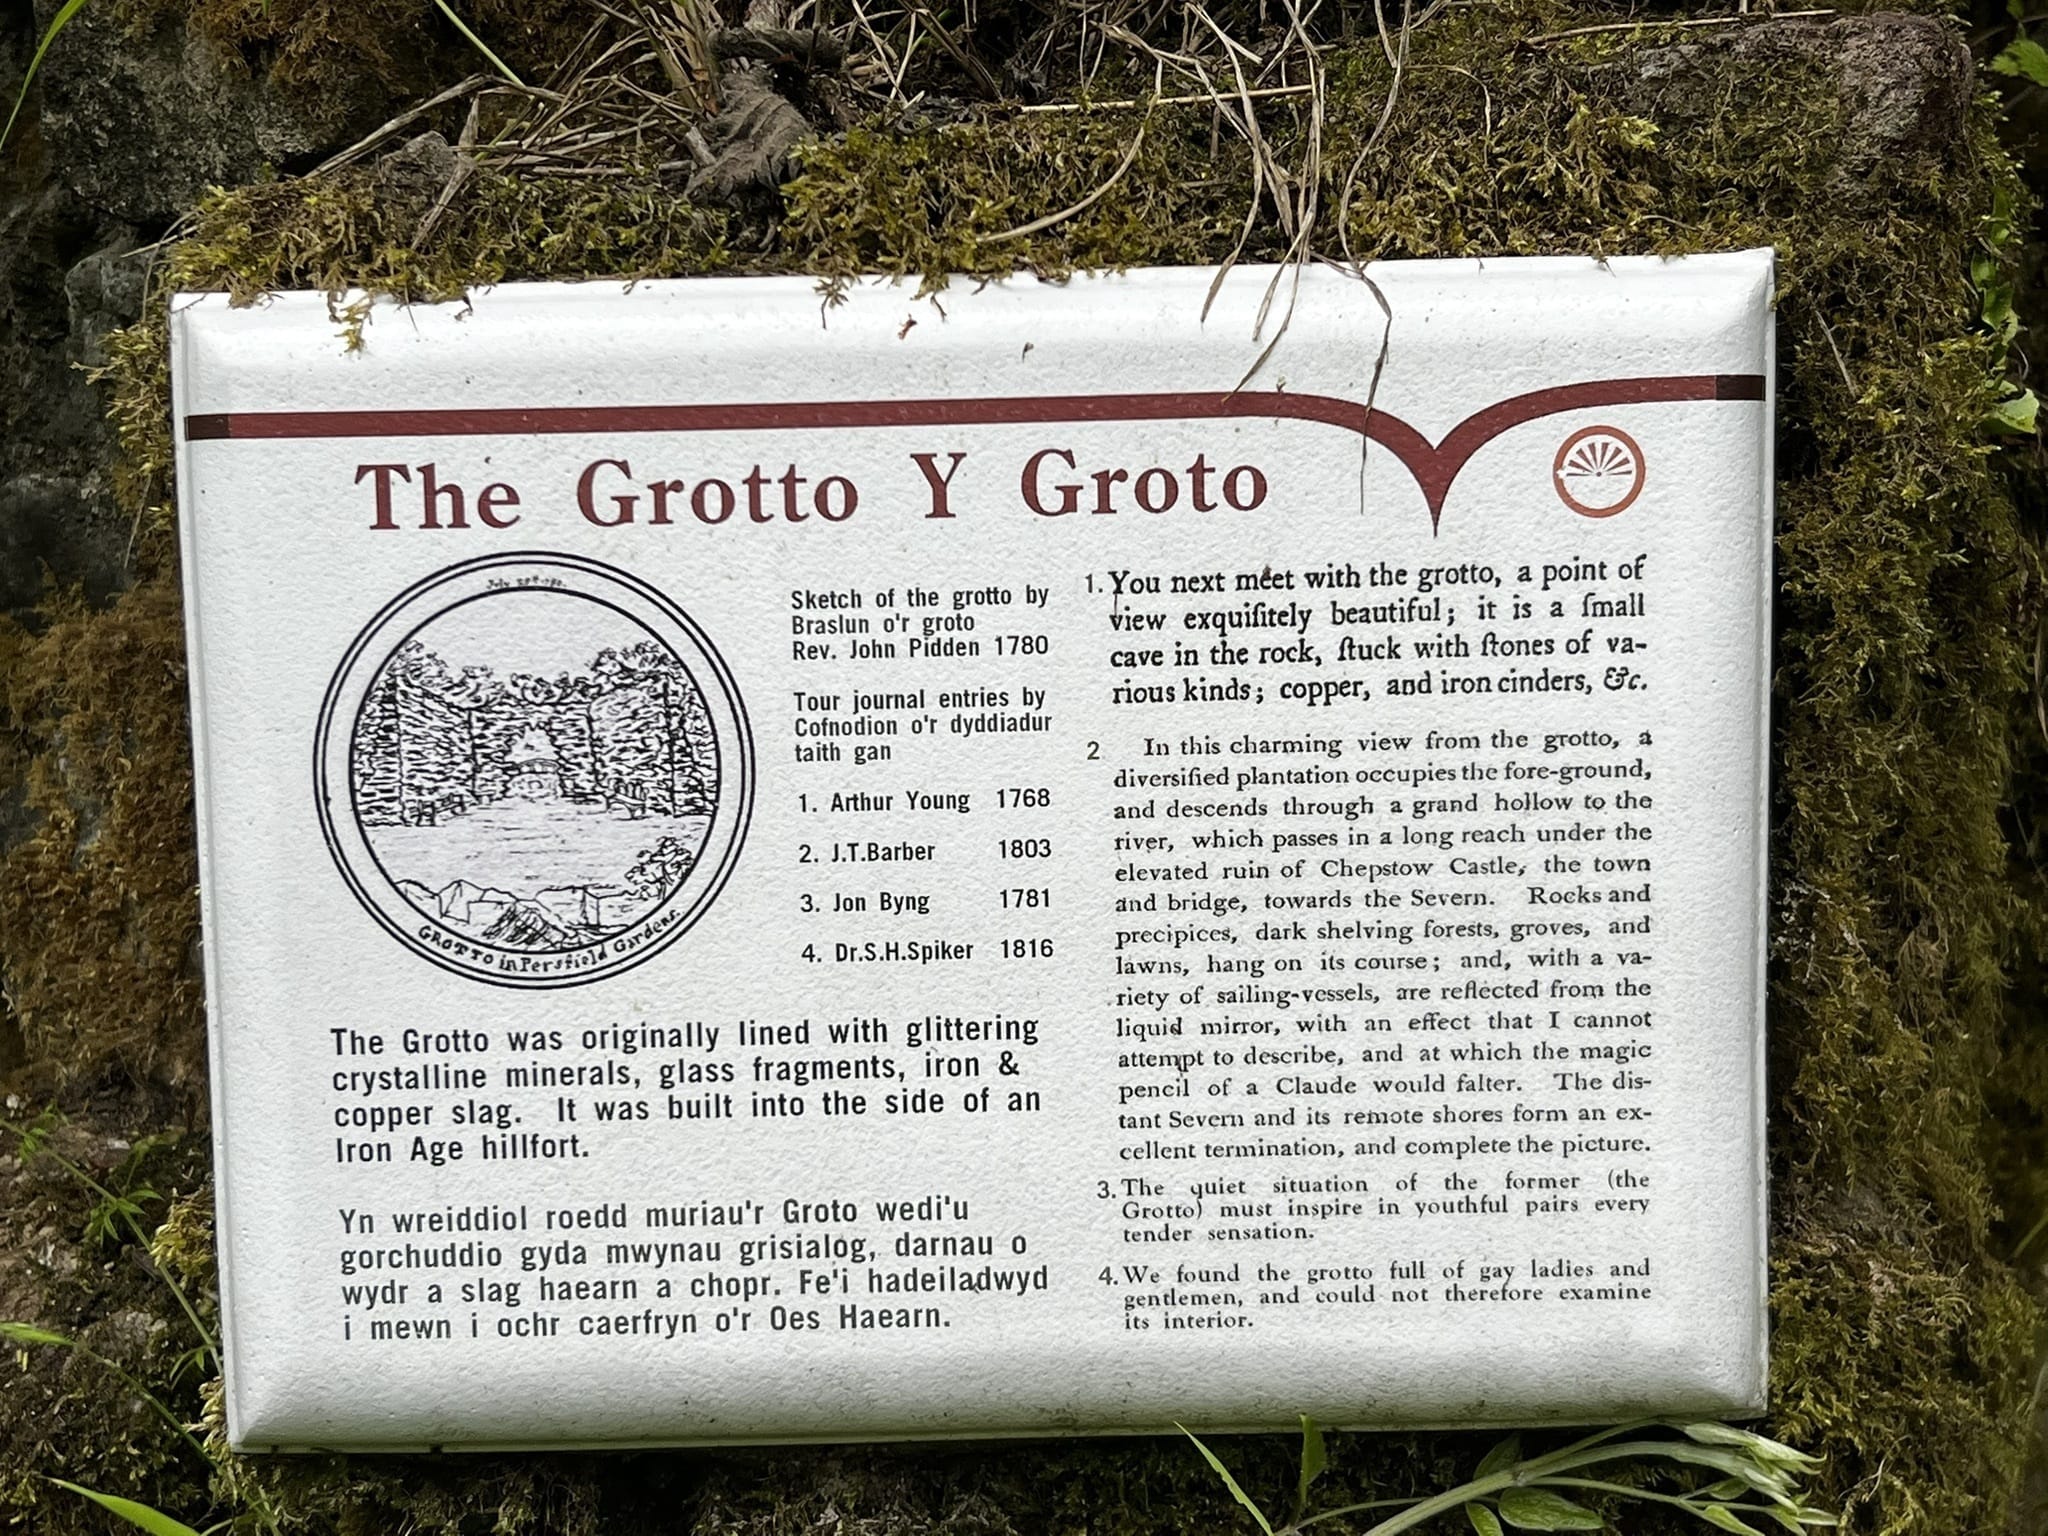 The Grotto Y Groto
July
GROTTO in Persfield Gardens.
Sketch of the grotto by
Braslun o'r groto
Rev. John Pidden 1780
Tour journal entries by
Cofnodion o'r dyddiadur
taith gan
1. Arthur Young 1768
2. J.T.Barber 1803
3. Jon Byng 1781
4. Dr.S.H.Spiker 1816
The Grotto was originally lined with glittering
crystalline minerals, glass fragments, iron &
copper slag. It was built into the side of an
Iron Age hillfort.
Yn wreiddiol roedd muriau'r Groto wedi'u
gorchuddio gyda mwynau grisialog, darnau o
wydr a slag haearn a chopr. Fe'i hadeiladwyd
i mewn i ochr caerfryn o'r Oes Haearn.
1. You next meet with the grotto, a point of
view exquiſitely beautiful; it is a ſmall
cave in the rock, ſtuck with ſtones of va-
rious kinds; copper, and iron cinders, &c.
2 In this charming view from the grotto, a
diversified plantation occupies the fore-ground,
and descends through a grand hollow to the
river, which passes in a long reach under the
elevated ruin of Chepstow Castle, the town
and bridge, towards the Severn. Rocks and
precipices, dark shelving forests, groves, and
lawns, hang on its course; and, with a va-
riety of sailing-vessels, are reflected from the
liquid mirror, with an effect that I cannot
attempt to describe, and at which the magic
pencil of a Claude would falter. The dis-
tant Severn and its remote shores form an ex-
cellent termination, and complete the picture.
3. The quiet situation of the former (the
Grotto) must inspire in youthful pairs every
tender sensation.
4. We found the grotto full of gay ladies and
gentlemen, and could not therefore examine
its interior.